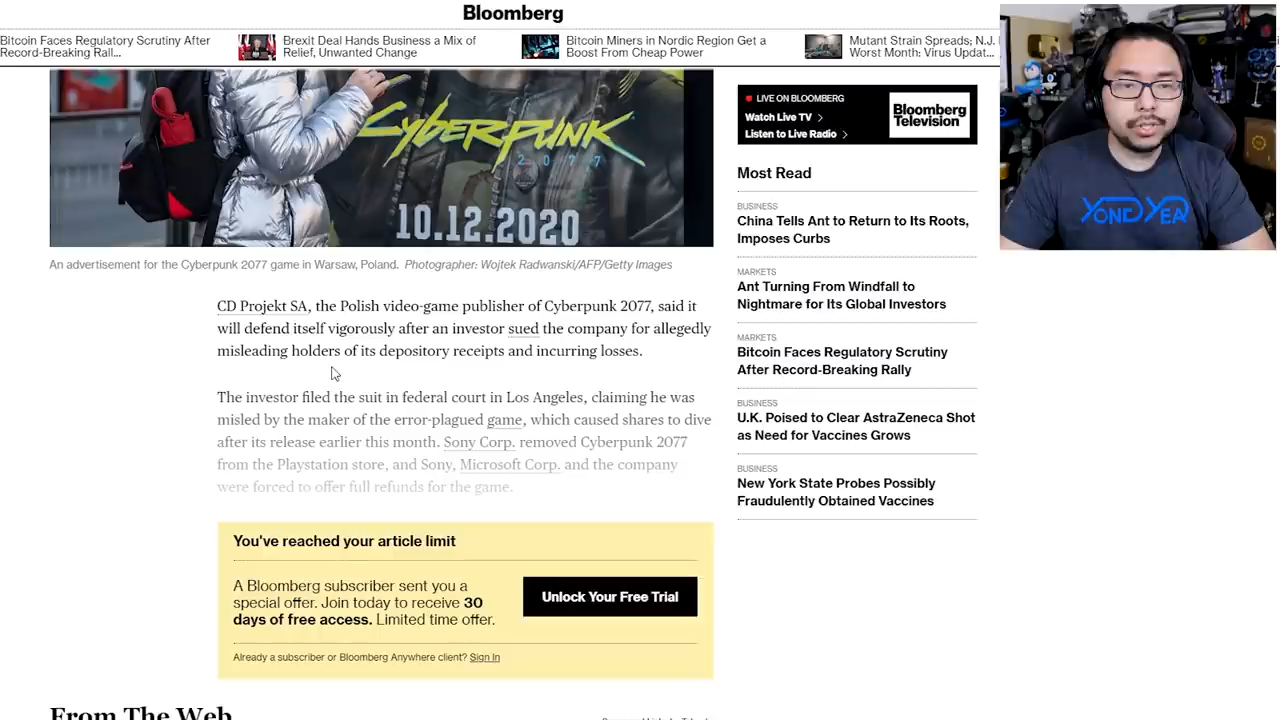 Bloomberg
Bitcoin Faces Regulatory Scrutiny After
Record-Breaking Rall...
Brexit Deal Hands Business a Mix of
Relief, Unwanted Change
Bitcoin Miners in Nordic Region Get a
Boost From Cheap Power
Mutant Strain Spreads; N.J.
Worst Month: Virus Updat...
CYBERPUNK
2077
10.12.2020
An advertisement for the Cyberpunk 2077 game in Warsaw, Poland. Photographer: Wojtek Radwanski/AFP/Getty Images
CD Projekt SA, the Polish video-game publisher of Cyberpunk 2077, said it
will defend itself vigorously after an investor sued the company for allegedly
misleading holders of its depository receipts and incurring losses.
The investor filed the suit in federal court in Los Angeles, claiming he was
misled by the maker of the error-plagued game, which caused shares to dive
after its release earlier this month. Sony Corp. removed Cyberpunk 2077
from the Playstation store, and Sony, Microsoft Corp. and the company
were forced to offer full refunds for the game.
You've reached your article limit
A Bloomberg subscriber sent you a
special offer. Join today to receive 30
days of free access. Limited time offer.
Unlock Your Free Trial
Already a subscriber or Bloomberg Anywhere client? Sign In
From The Web
LIVE ON BLOOMBERG
Watch Live TV
Listen to Live Radio
Bloomberg
Television
Most Read
BUSINESS
China Tells Ant to Return to Its Roots,
Imposes Curbs
MARKETS
Ant Turning From Windfall to
Nightmare for Its Global Investors
MARKETS
Bitcoin Faces Regulatory Scrutiny
After Record-Breaking Rally
BUSINESS
U.K. Poised to Clear AstraZeneca Shot
as Need for Vaccines Grows
BUSINESS
New York State Probes Possibly
Fraudulently Obtained Vaccines
YONGYEA